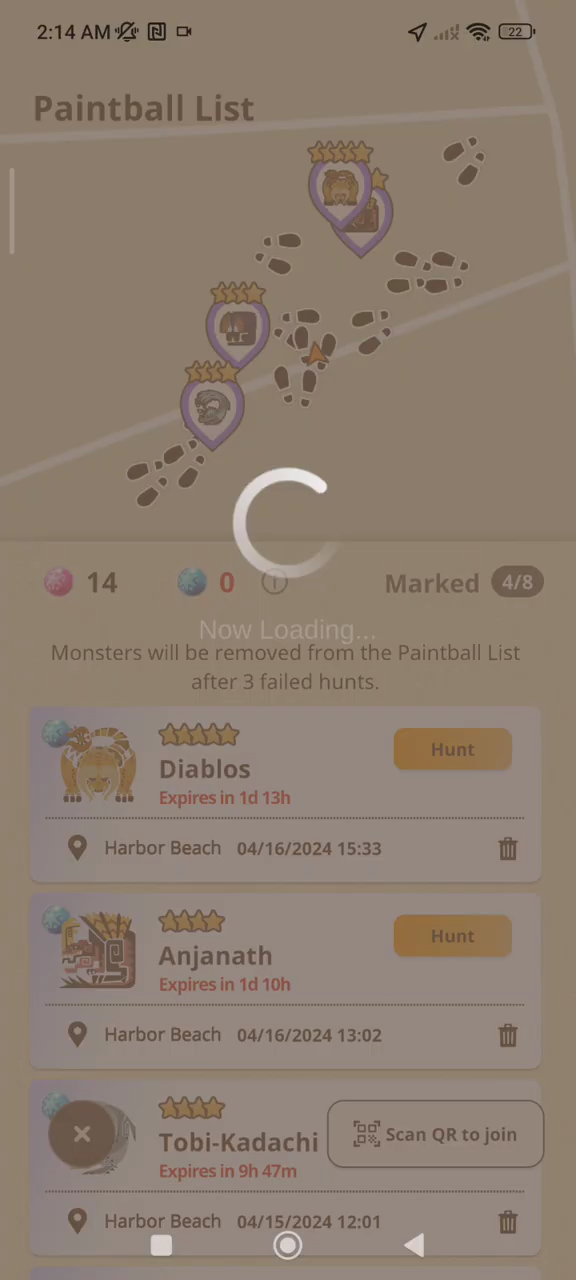 2:14 AM
22
Paintball List
14
0
Marked 4/8
Now Loading...
Monsters will be removed from the Paintball List
after 3 failed hunts.
Diablos
Hunt
Expires in 1d 13h
Harbor Beach 04/16/2024 15:33
Anjanath
Hunt
Expires in 1d 10h
Harbor Beach 04/16/2024 13:02
Tobi-Kadachi
Scan QR to join
Expires in 9h 47m
Harbor Beach 04/15/2024 12:01